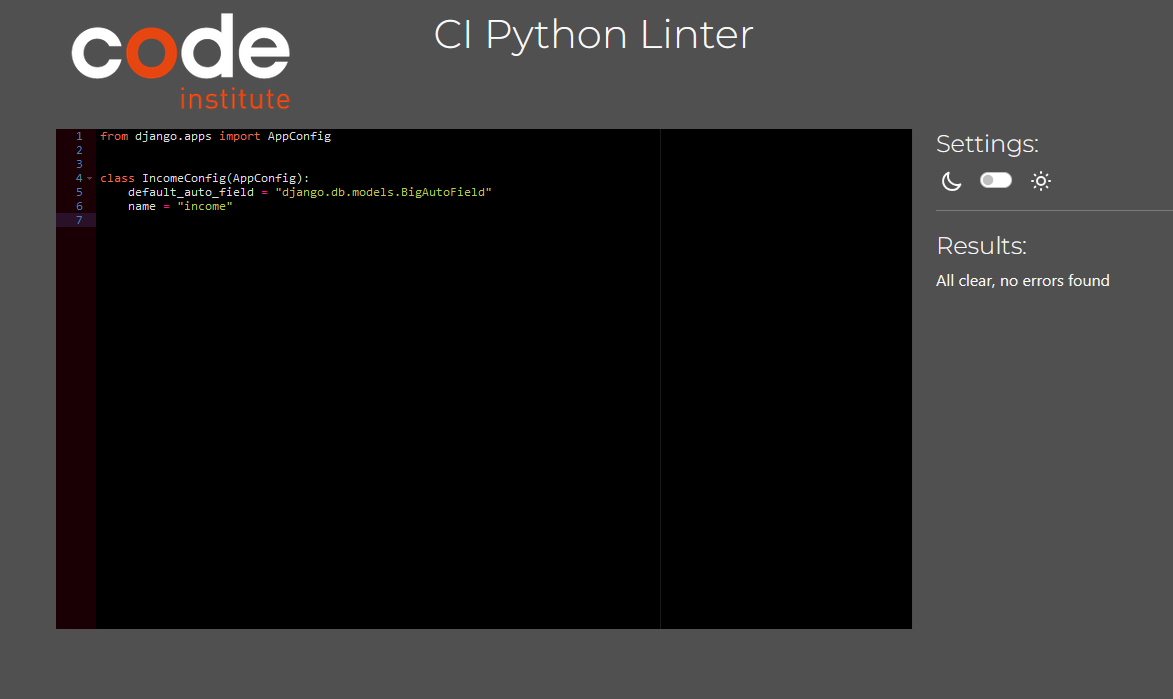 code
institute
CI Python Linter
1 from django.apps import AppConfig
2
3
4 class IncomeConfig(AppConfig):
5     default_auto_field = "django.db.models.BigAutoField"
6     name = "income"
7
Settings:
Results:
All clear, no errors found